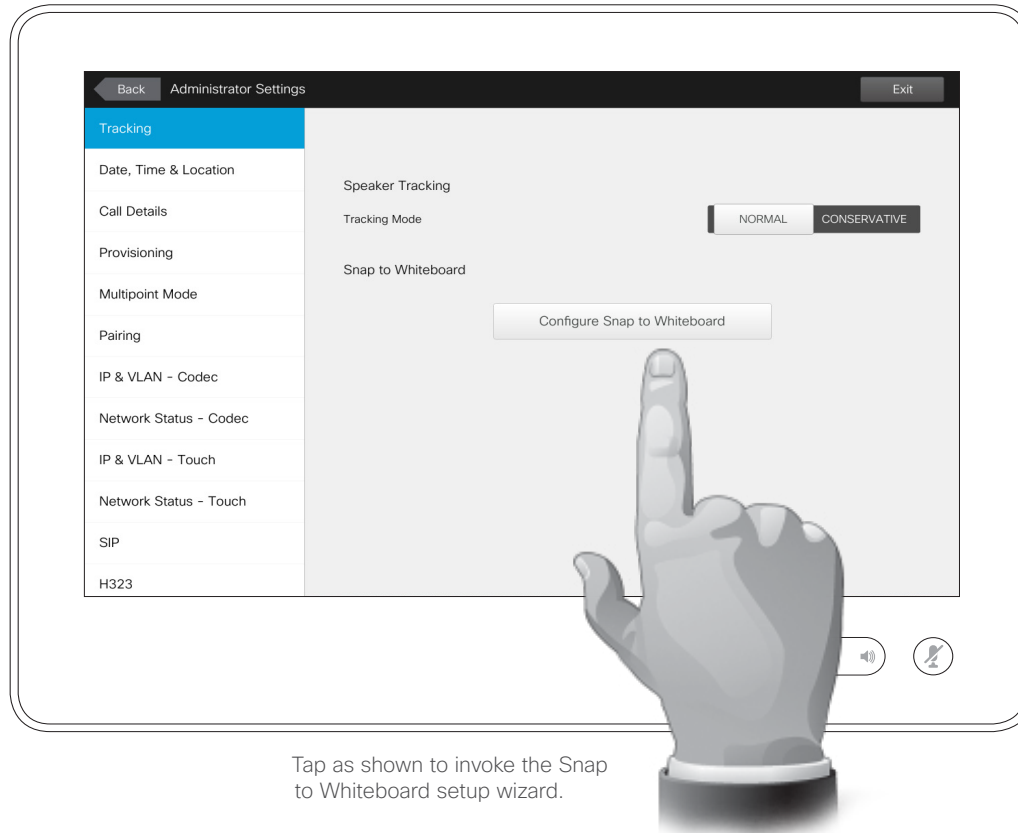 Back Administrator Settings Exit
Tracking
Date, Time & Location
Call Details
Provisioning
Multipoint Mode
Pairing
IP & VLAN - Codec
Network Status - Codec
IP & VLAN - Touch
Network Status - Touch
SIP
H323
Speaker Tracking
Tracking Mode NORMAL CONSERVATIVE
Snap to Whiteboard
Configure Snap to Whiteboard
Tap as shown to invoke the Snap
to Whiteboard setup wizard.